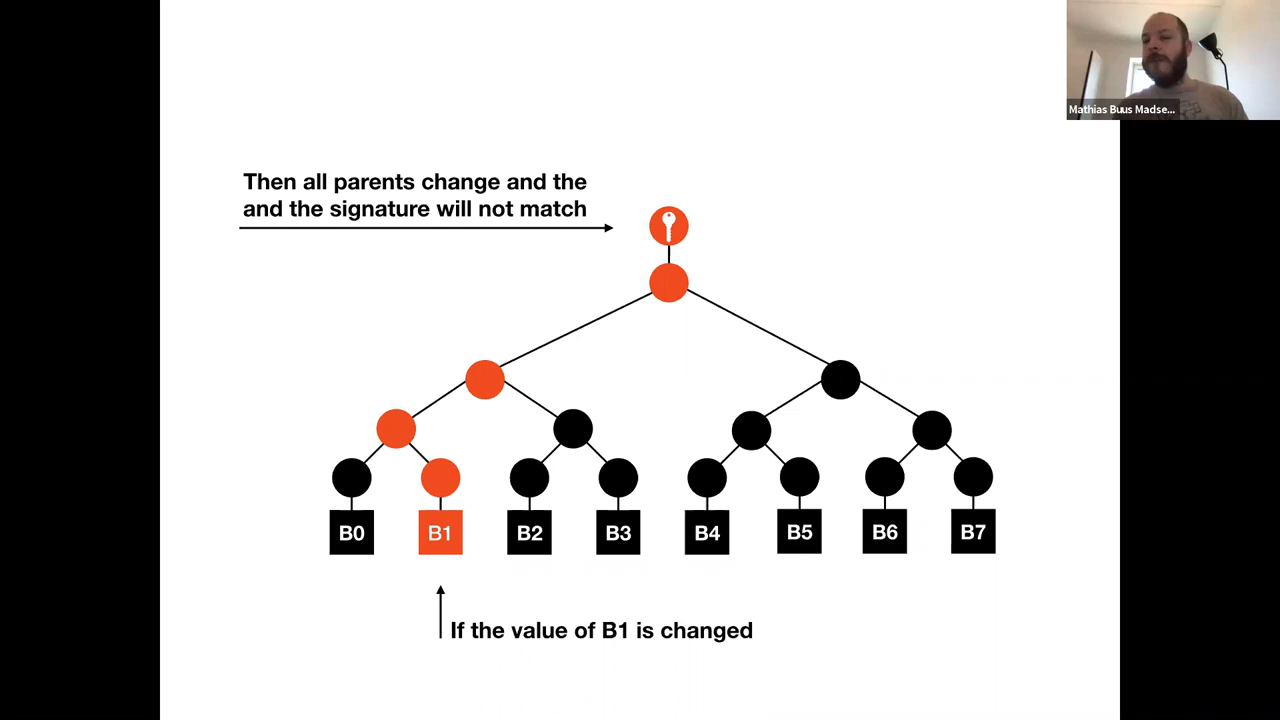 Mathias Buus Madse...
Then all parents change and the
and the signature will not match
B0 B1 B2 B3 B4 B5 B6 B7
If the value of B1 is changed